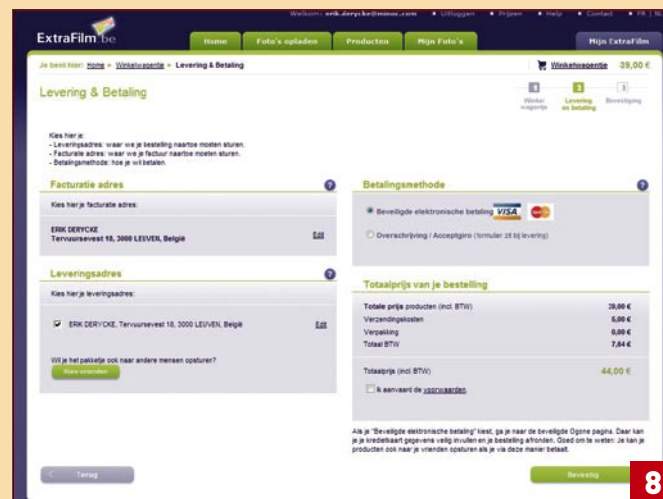 Welkom: erik.derycke@minoc.com • Uitloggen • Prijzen • Help • Contact • FR | NL
ExtraFilm.be
Home Foto's opladen Producten Mijn Foto's Mijn ExtraFilm
Je bent hier: Home » Winkelwagentje » Levering & Betaling
Winkelwagentje 39,00 €
Levering & Betaling
Winkel- wagentje
Levering en betaling
3 Bevestiging
Kies hier je:
- Leveringsadres: waar we je bestelling naartoe moeten sturen.
- Facturatie adres: waar we je factuur naartoe moeten sturen.
- Betalingsmethode: hoe je wil betalen.
Facturatie adres ?
Kies hier je facturatie adres:
ERIK DERYCKE
Tervuursevest 18, 3000 LEUVEN, België Edit
Leveringsadres ?
Kies hier je leveringsadres:
ERIK DERYCKE, Tervuursevest 18, 3000 LEUVEN, België Edit
Wil je het pakketje ook naar andere mensen opsturen?
Kies vrienden
Betalingsmethode ?
Beveiligde elektronische betaling VISA MasterCard
Overschrijving / Acceptgiro (formulier zit bij levering)
Totaalprijs van je bestelling
Totale prijs producten (incl. BTW) 39,00 €
Verzendingskosten 5,00 €
Verpakking 0,00 €
Totaal BTW 7,64 €
Totaalprijs (incl. BTW) 44,00 €
Ik aanvaard de voorwaarden.
Als je "Beveiligde elektronische betaling" kiest, ga je naar de beveiligde Ogone pagina. Daar kan
je je kredietkaart gegevens veilig invullen en je bestelling afronden. Goed om te weten: Je kan je
producten ook naar je vrienden opsturen als je via deze manier betaalt.
< Terug
Bevestig
8